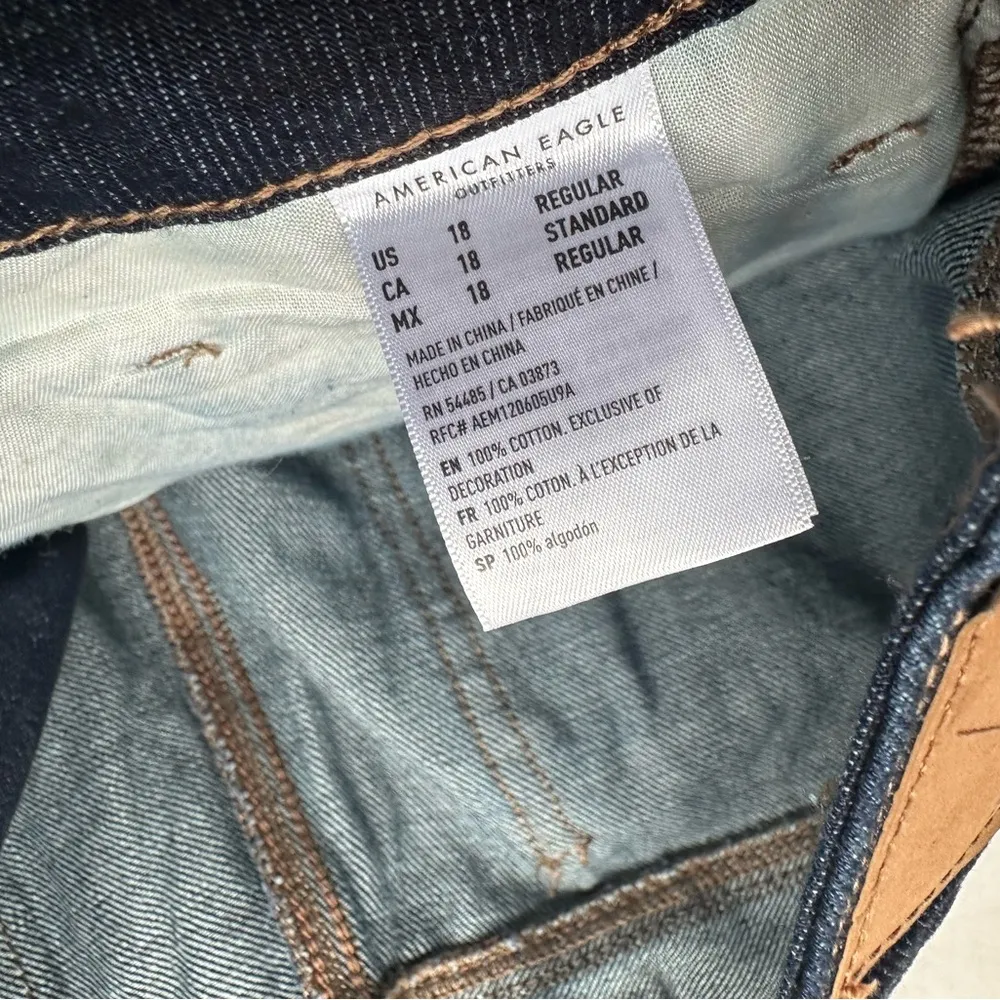 AMERICAN EAGLE
OUTFITTERS
US 18 REGULAR
CA 18 STANDARD
MX 18 REGULAR
MADE IN CHINA / FABRIQUÉ EN CHINE /
HECHO EN CHINA
RN 54485 / CA 03873
RFC# AEM120605U9A
EN 100% COTTON. EXCLUSIVE OF
DECORATION
FR 100% COTON. À L'EXCEPTION DE LA
GARNITURE
SP 100% algodón